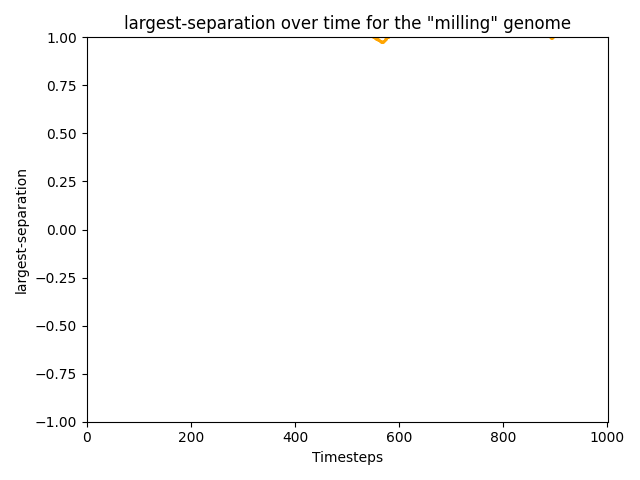 largest-separation over time for the "milling" genome
1.00
0.75
0.50
0.25
0.00
−0.25
−0.50
−0.75
−1.00
largest-separation
0 200 400 600 800 1000
Timesteps